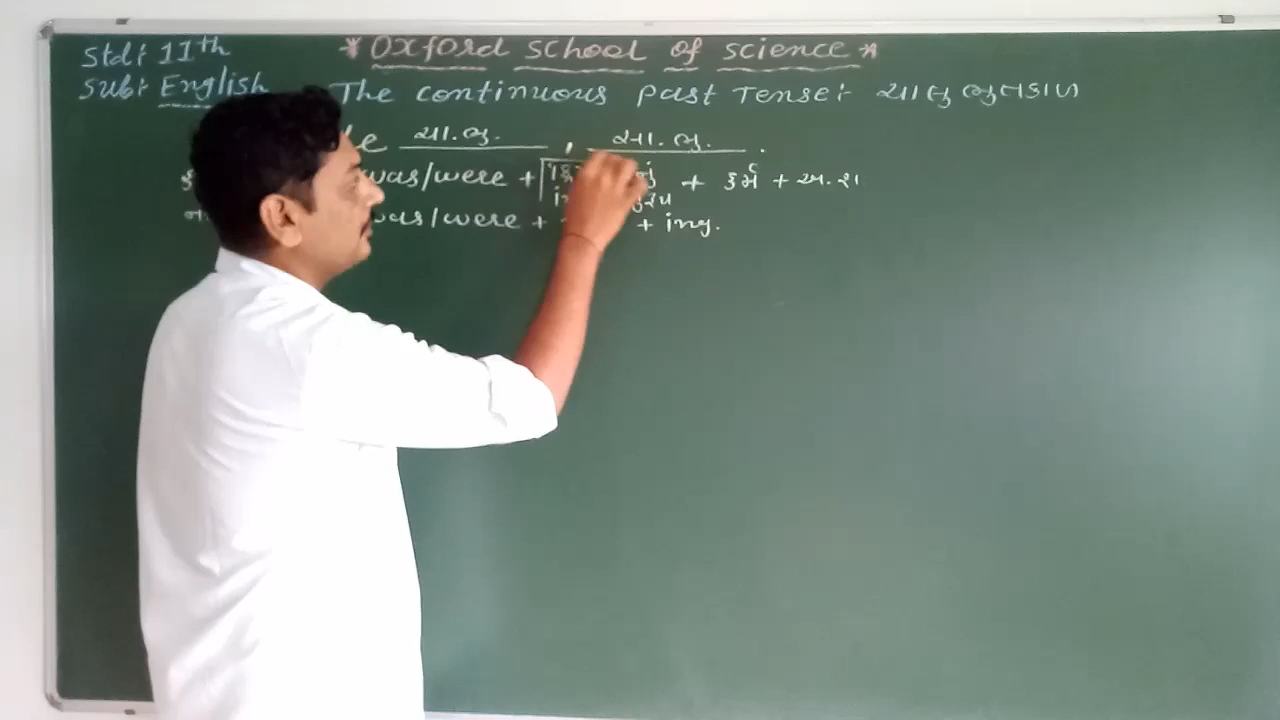 Std: 11th * Oxford School of science *
Sub: English The continuous Past Tense:- ચાલુ ભૂતકાળ
ચા.ભૂ. , સા.ભૂ. .
was/were + + કર્મ + અ.શ
was/were + + ing.